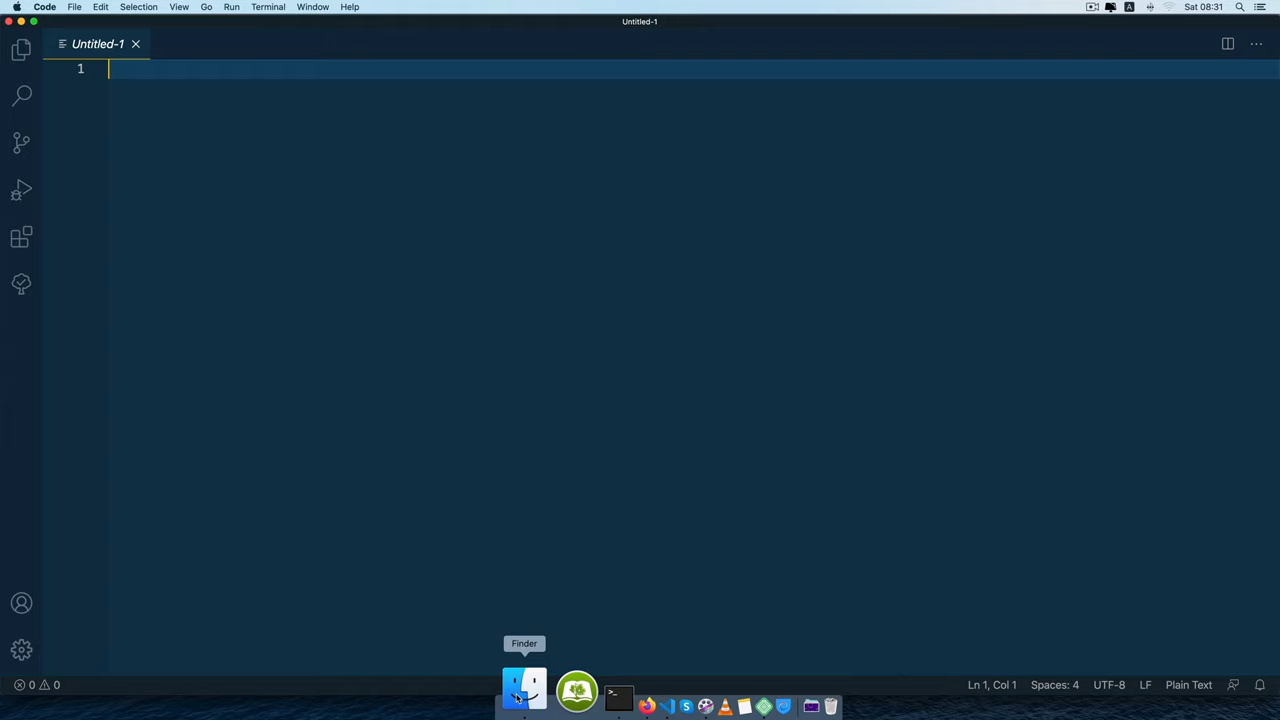 Code File Edit Selection View Go Run Terminal Window Help A Sat 08:31
Untitled-1
Untitled-1
1
Finder
>_
S
0 0 Ln 1, Col 1 Spaces: 4 UTF-8 LF Plain Text